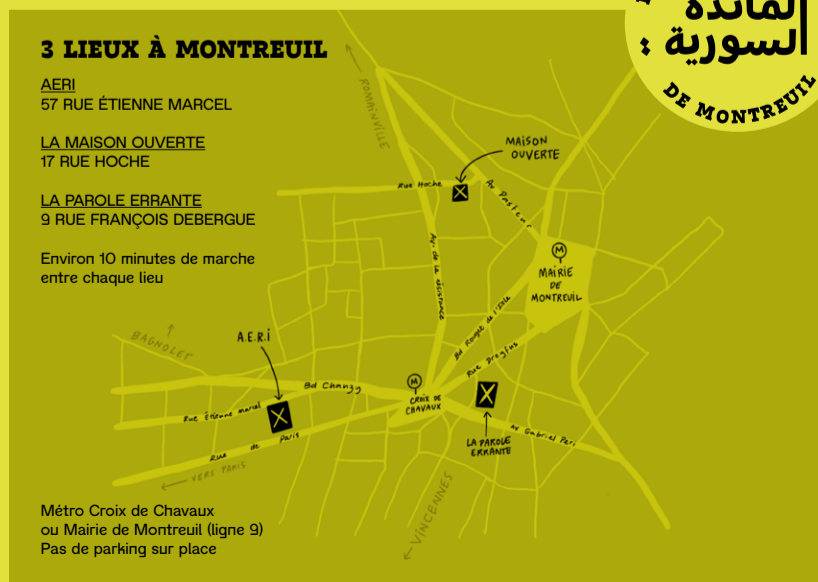 3 LIEUX À MONTREUIL
AERI
57 RUE ÉTIENNE MARCEL
LA MAISON OUVERTE
17 RUE HOCHE
LA PAROLE ERRANTE
9 RUE FRANÇOIS DEBERGUE
Environ 10 minutes de marche
entre chaque lieu
المائدة
السورية :
DE MONTREUIL
ROMAINVILLE
MAISON
OUVERTE
Rue Hoche
Av Pasteur
Av. de la résistance
M
MAIRIE
DE
MONTREUIL
Bd Rouget de l'Isle
Rue Dreyfus
BAGNOLET
A.E.R.i
Bd Chanzy
M
CROIX DE
CHAVAUX
Rue Étienne marcel
Rue de Paris
VERS PARIS
LA PAROLE
ERRANTE
Av Gabriel Peri
VINCENNES
Métro Croix de Chavaux
ou Mairie de Montreuil (ligne 9)
Pas de parking sur place